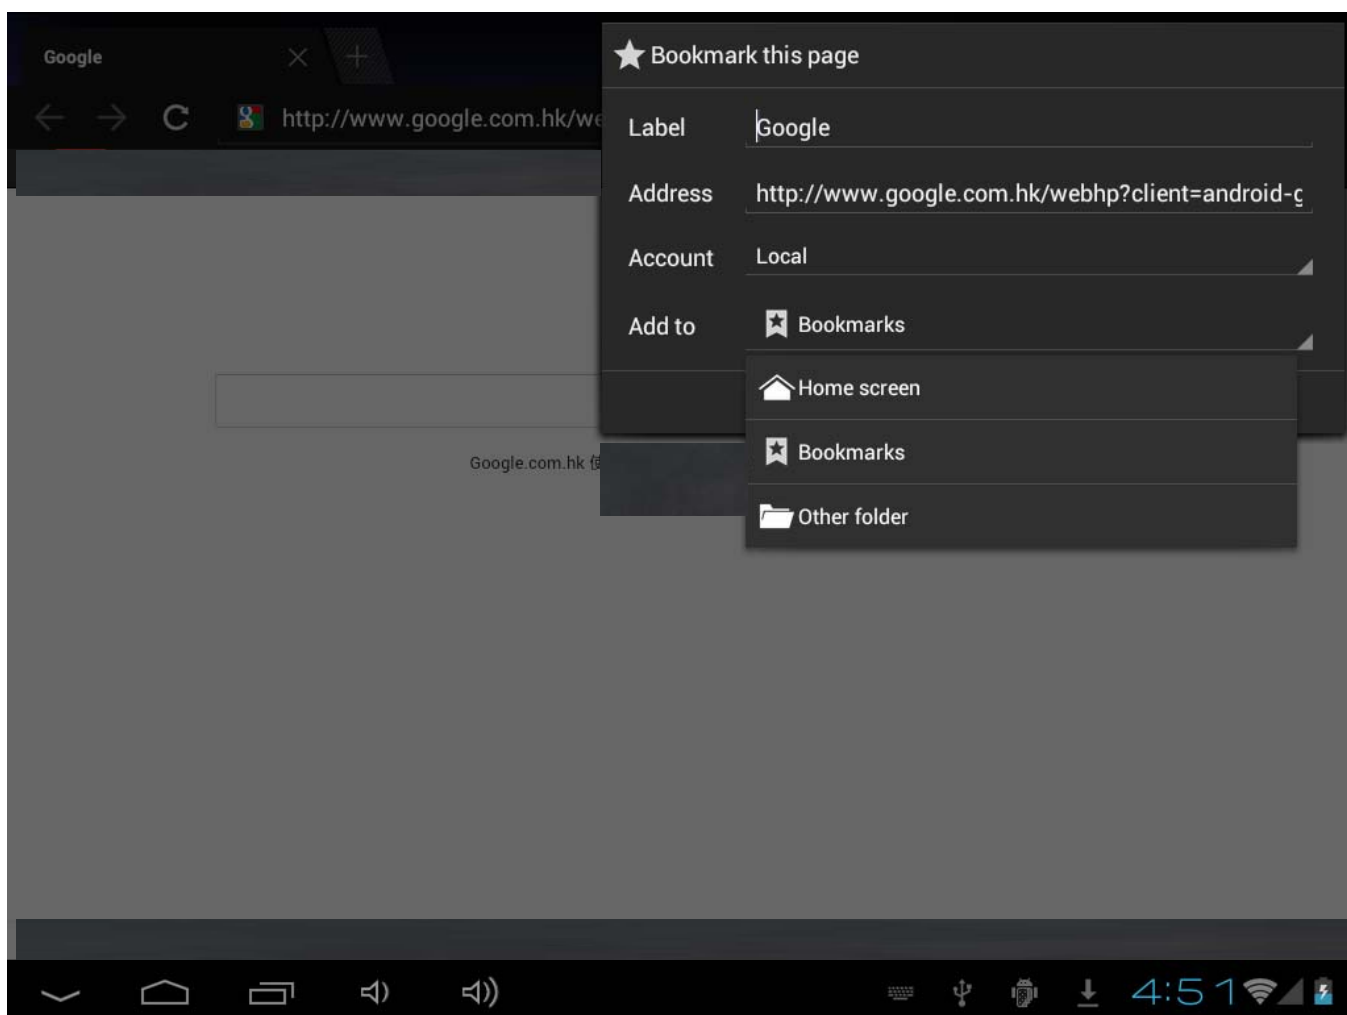 Google
Bookmark this page
http://www.google.com.hk/we
Label
Google
Address
http://www.google.com.hk/webhp?client=android-g
Account
Local
Add to
Bookmarks
Home screen
Bookmarks
Google.com.hk 使
Other folder
4:51